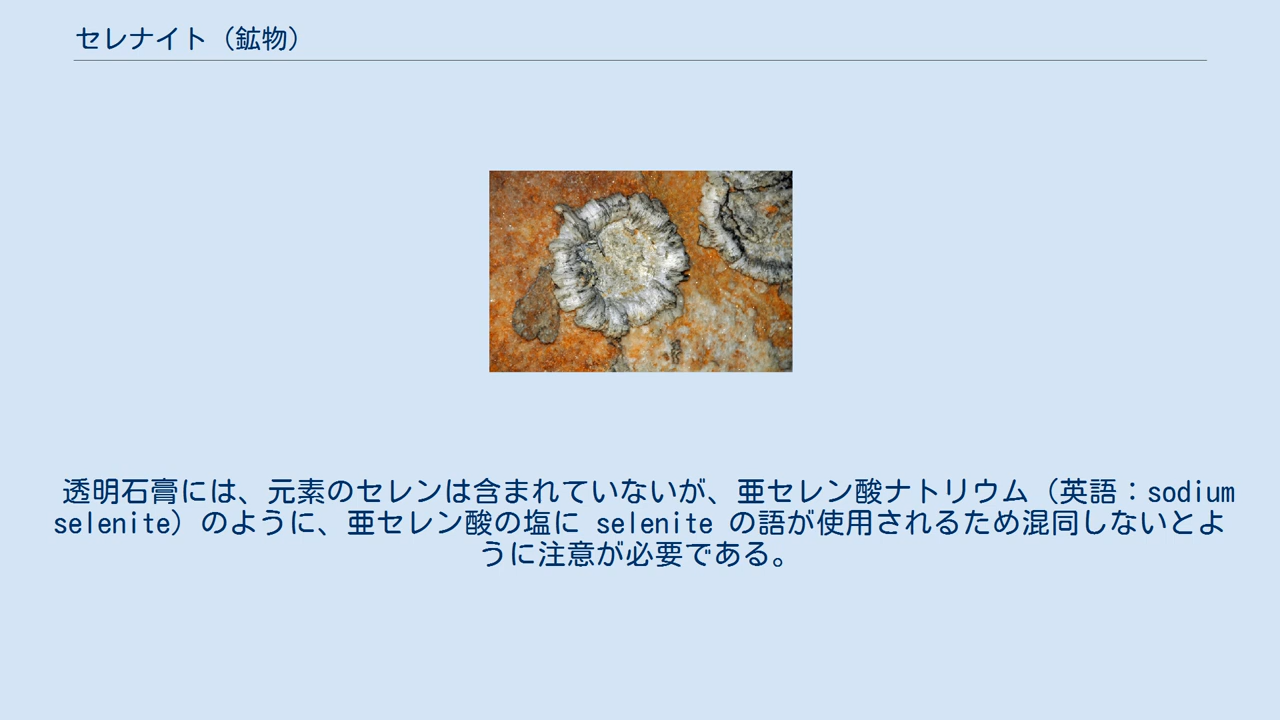 セレナイト（鉱物）
透明石膏には、元素のセレンは含まれていないが、亜セレン酸ナトリウム（英語：sodium
selenite）のように、亜セレン酸の塩に selenite の語が使用されるため混同しないとよ
うに注意が必要である。